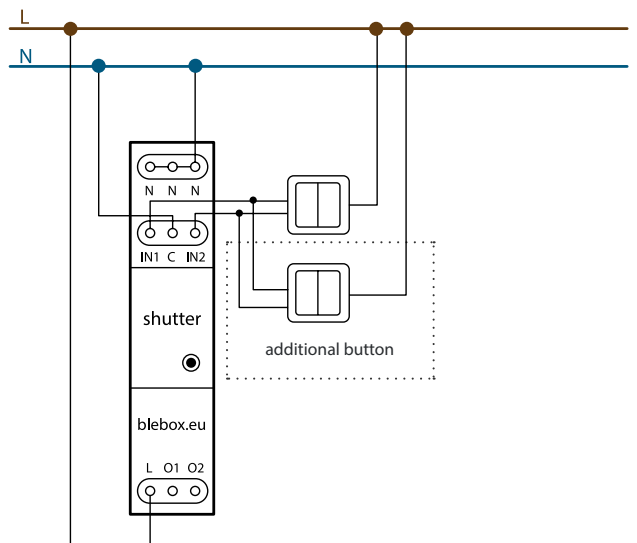 L
N
N N N
IN1 C IN2
shutter
additional button
blebox.eu
L O1 O2